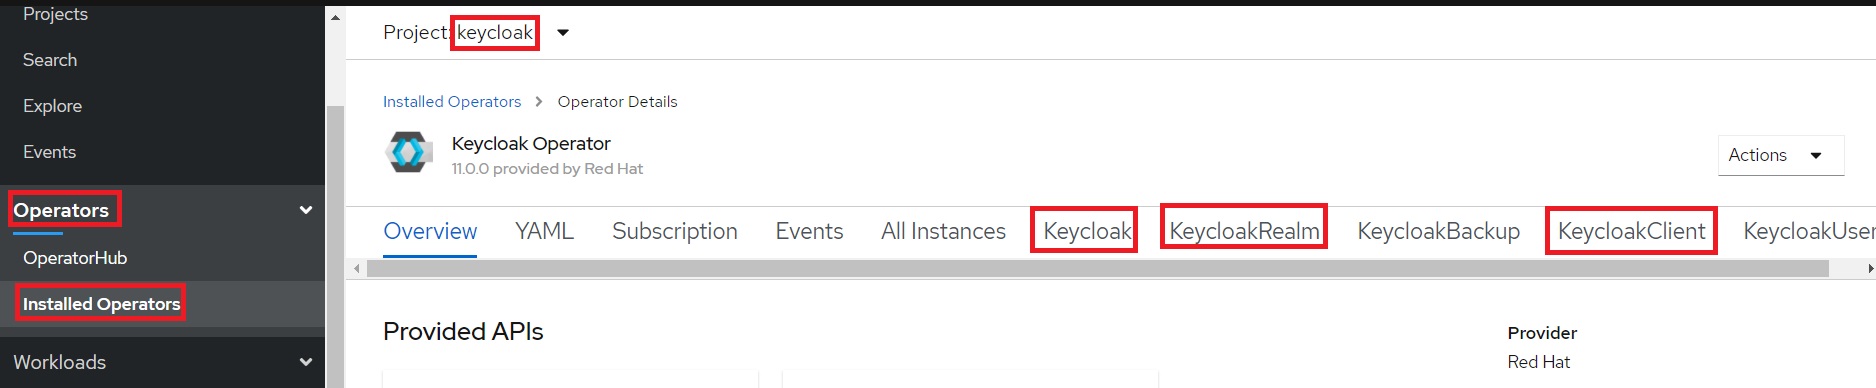 Projects
Search
Explore
Events
Operators
OperatorHub
Installed Operators
Workloads
Project: keycloak
Installed Operators > Operator Details
Keycloak Operator
11.0.0 provided by Red Hat
Actions
Overview YAML Subscription Events All Instances Keycloak KeycloakRealm KeycloakBackup KeycloakClient KeycloakUser
Provided APIs
Provider
Red Hat